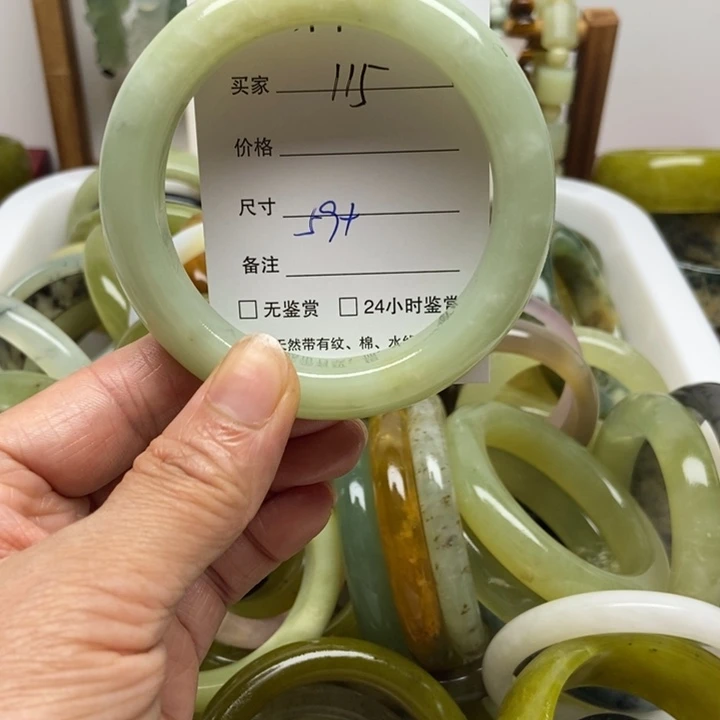 买家 115
价格
尺寸 59+
备注
□ 无鉴赏 □ 24小时鉴赏
天然带有纹、棉、水